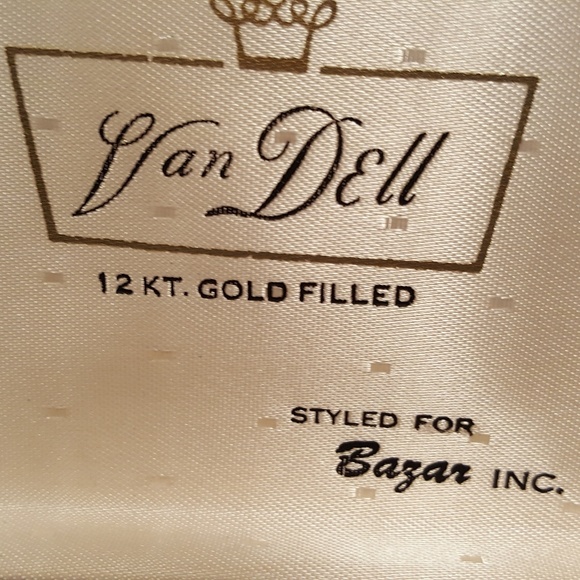 Van Dell
12 KT. GOLD FILLED
STYLED FOR
Bazar INC.